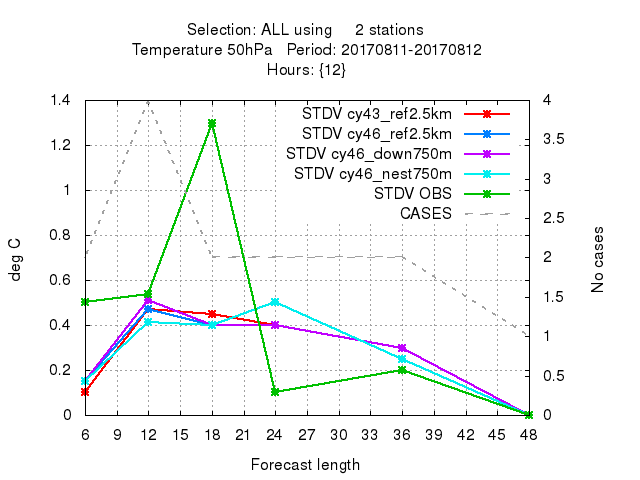 Selection: ALL using 2 stations
Temperature 50hPa Period: 20170811-20170812
Hours: {12}
1.4
1.2
1
0.8
0.6
0.4
0.2
0
deg C
4
3.5
3
2.5
2
1.5
1
0.5
0
No cases
STDV cy43_ref2.5km
STDV cy46_ref2.5km
STDV cy46_down750m
STDV cy46_nest750m
STDV OBS
CASES
6 9 12 15 18 21 24 27 30 33 36 39 42 45 48
Forecast length